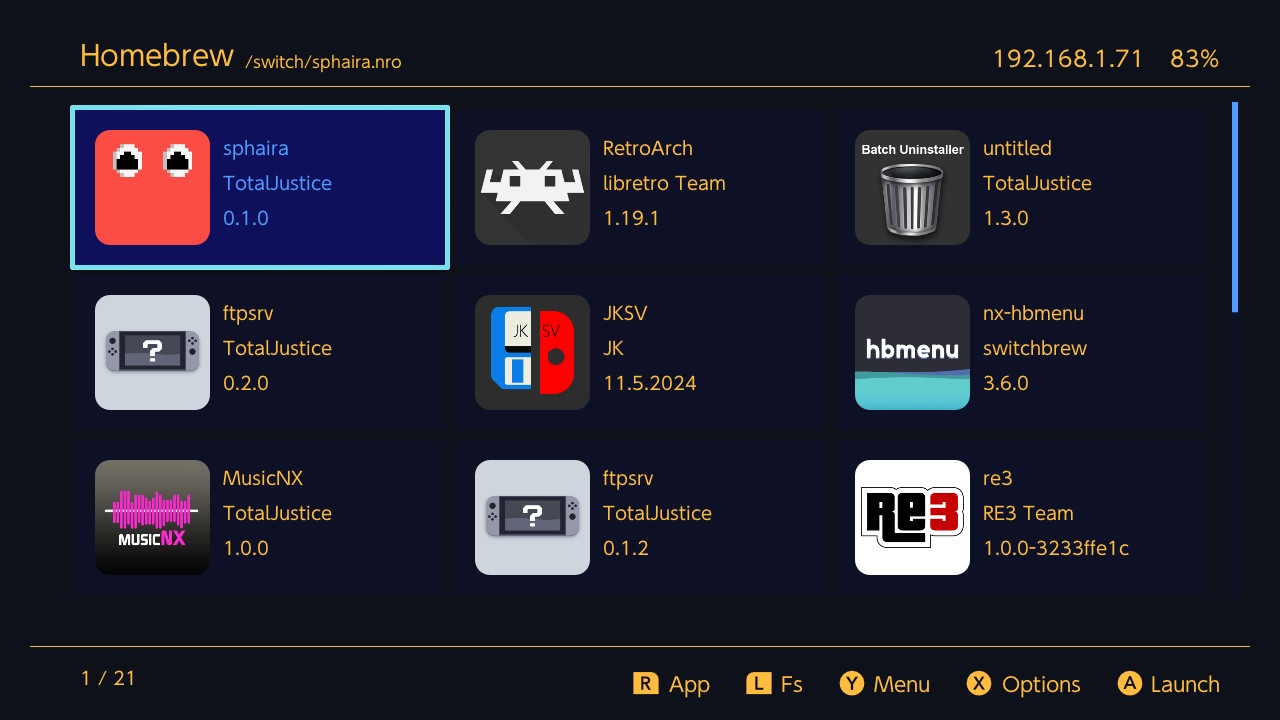 Homebrew /switch/sphaira.nro 192.168.1.71 83%
sphaira
TotalJustice
0.1.0
RetroArch
libretro Team
1.19.1
Batch Uninstaller
untitled
TotalJustice
1.3.0
?
ftpsrv
TotalJustice
0.2.0
JK SV
JKSV
JK
11.5.2024
hbmenu
nx-hbmenu
switchbrew
3.6.0
MUSICNX
MusicNX
TotalJustice
1.0.0
?
ftpsrv
TotalJustice
0.1.2
Re3
re3
RE3 Team
1.0.0-3233ffe1c
1 / 21 R App L Fs Y Menu X Options A Launch